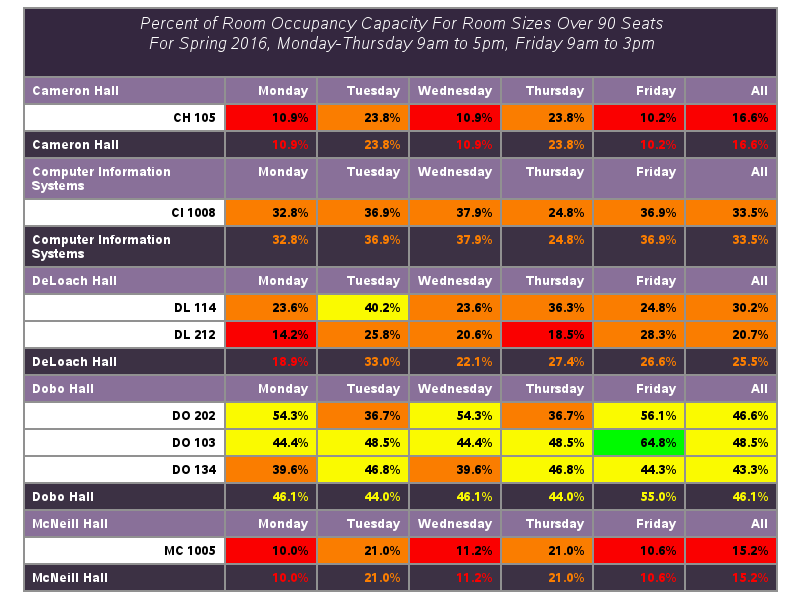 Percent of Room Occupancy Capacity For Room Sizes Over 90 Seats
For Spring 2016, Monday-Thursday 9am to 5pm, Friday 9am to 3pm
Cameron Hall Monday Tuesday Wednesday Thursday Friday All
CH 105 10.9% 23.8% 10.9% 23.8% 10.2% 16.6%
Cameron Hall 10.9% 23.8% 10.9% 23.8% 10.2% 16.6%
Computer Information Monday Tuesday Wednesday Thursday Friday All
Systems
CI 1008 32.8% 36.9% 37.9% 24.8% 36.9% 33.5%
Computer Information 32.8% 36.9% 37.9% 24.8% 36.9% 33.5%
Systems
DeLoach Hall Monday Tuesday Wednesday Thursday Friday All
DL 114 23.6% 40.2% 23.6% 36.3% 24.8% 30.2%
DL 212 14.2% 25.8% 20.6% 18.5% 28.3% 20.7%
DeLoach Hall 18.9% 33.0% 22.1% 27.4% 26.6% 25.5%
Dobo Hall Monday Tuesday Wednesday Thursday Friday All
DO 202 54.3% 36.7% 54.3% 36.7% 56.1% 46.6%
DO 103 44.4% 48.5% 44.4% 48.5% 64.8% 48.5%
DO 134 39.6% 46.8% 39.6% 46.8% 44.3% 43.3%
Dobo Hall 46.1% 44.0% 46.1% 44.0% 55.0% 46.1%
McNeill Hall Monday Tuesday Wednesday Thursday Friday All
MC 1005 10.0% 21.0% 11.2% 21.0% 10.6% 15.2%
McNeill Hall 10.0% 21.0% 11.2% 21.0% 10.6% 15.2%